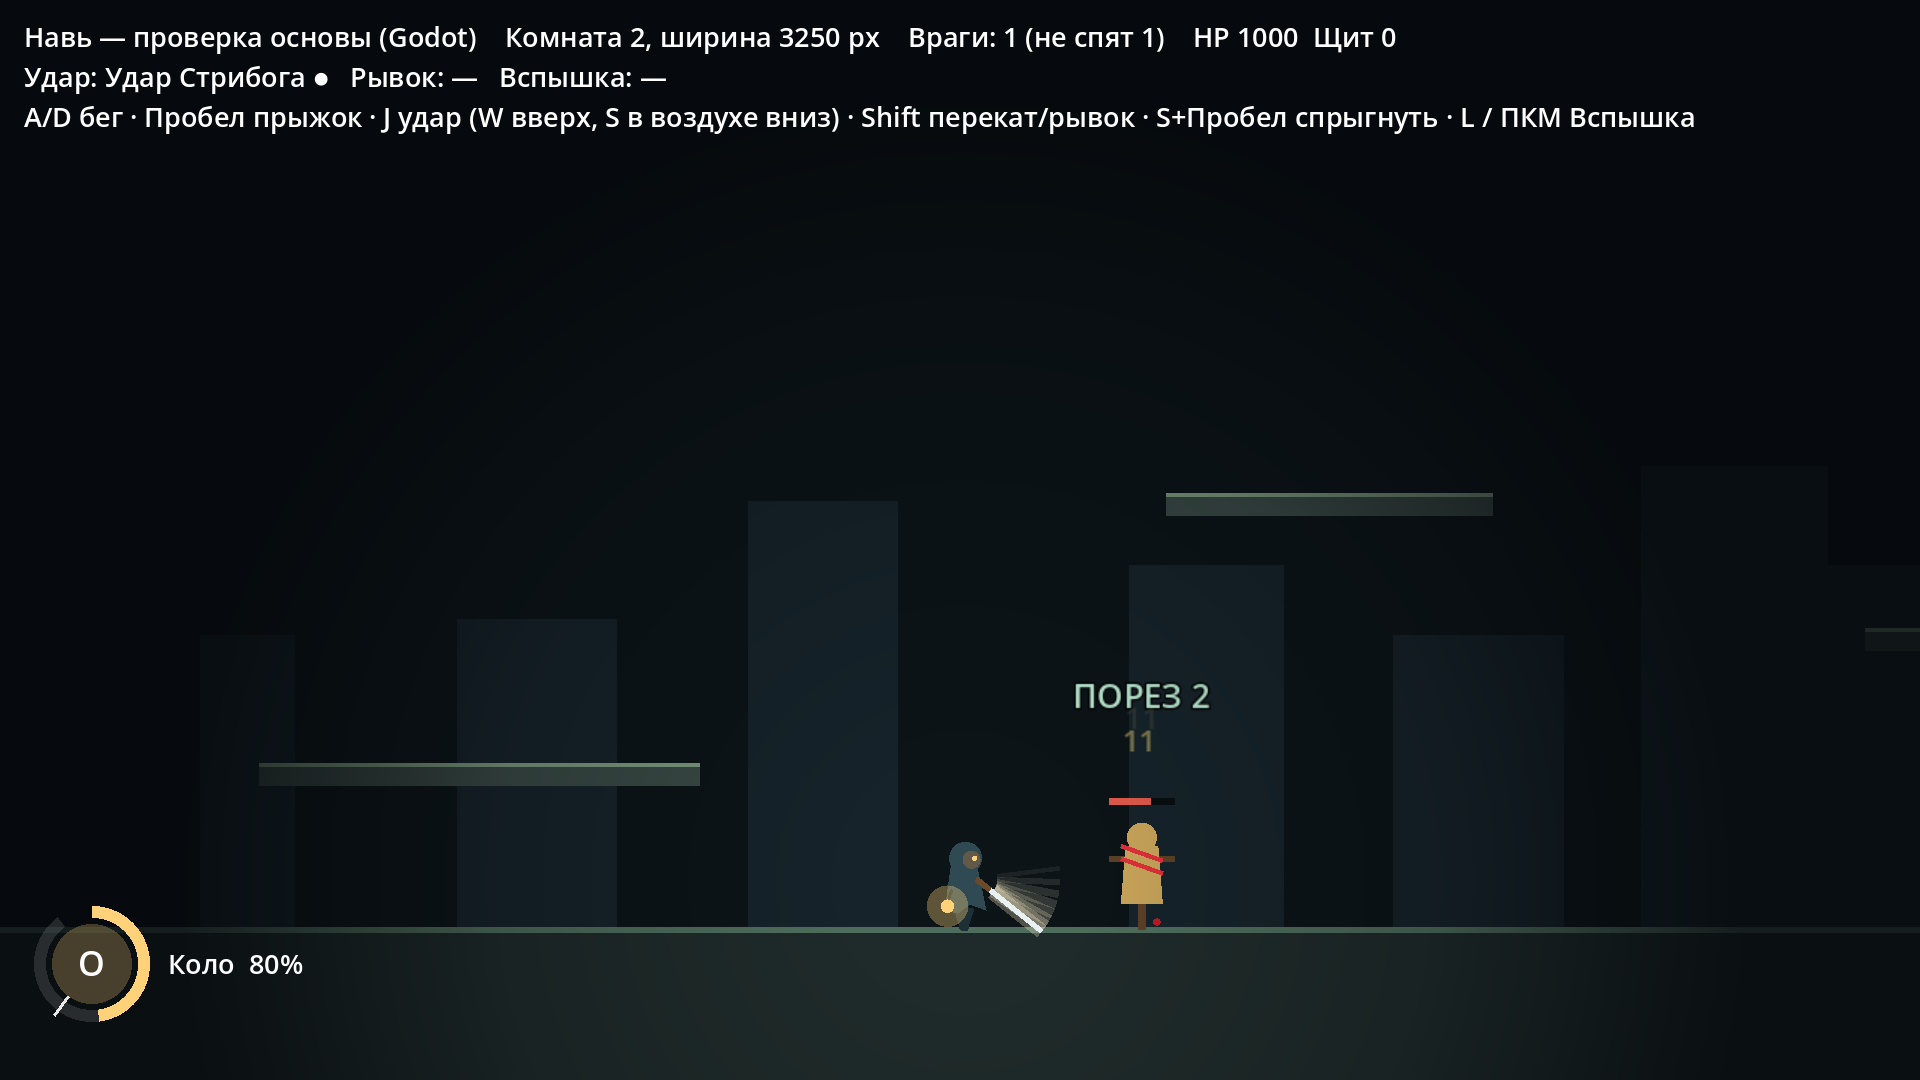 Навь — проверка основы (Godot) Комната 2, ширина 3250 px Враги: 1 (не спят 1) HP 1000 Щит 0
Удар: Удар Стрибога ● Рывок: — Вспышка: —
A/D бег · Пробел прыжок · J удар (W вверх, S в воздухе вниз) · Shift перекат/рывок · S+Пробел спрыгнуть · L / ПКМ Вспышка
ПОРЕЗ 2
11
11
О
Коло 80%